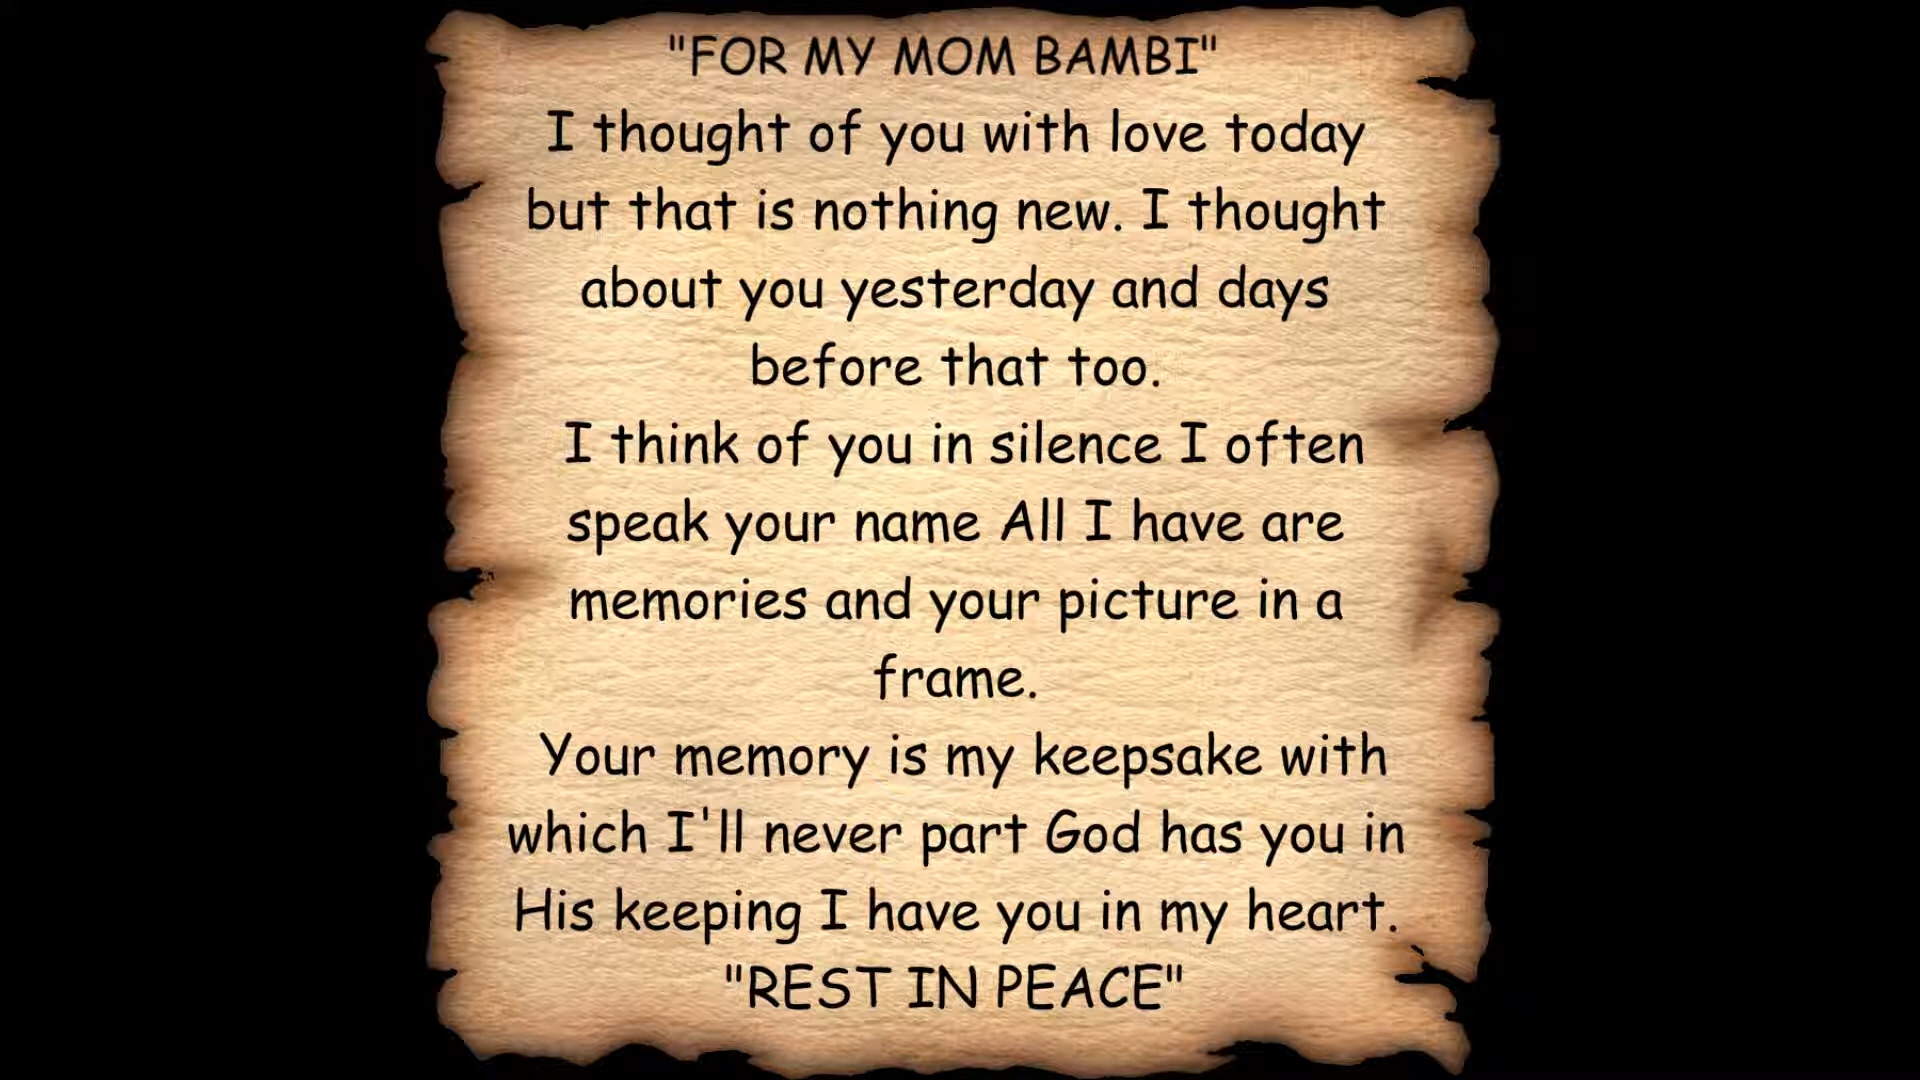 "FOR MY MOM BAMBI"
I thought of you with love today
but that is nothing new. I thought
about you yesterday and days
before that too.
I think of you in silence I often
speak your name All I have are
memories and your picture in a
frame.
Your memory is my keepsake with
which I'll never part God has you in
His keeping I have you in my heart.
"REST IN PEACE"